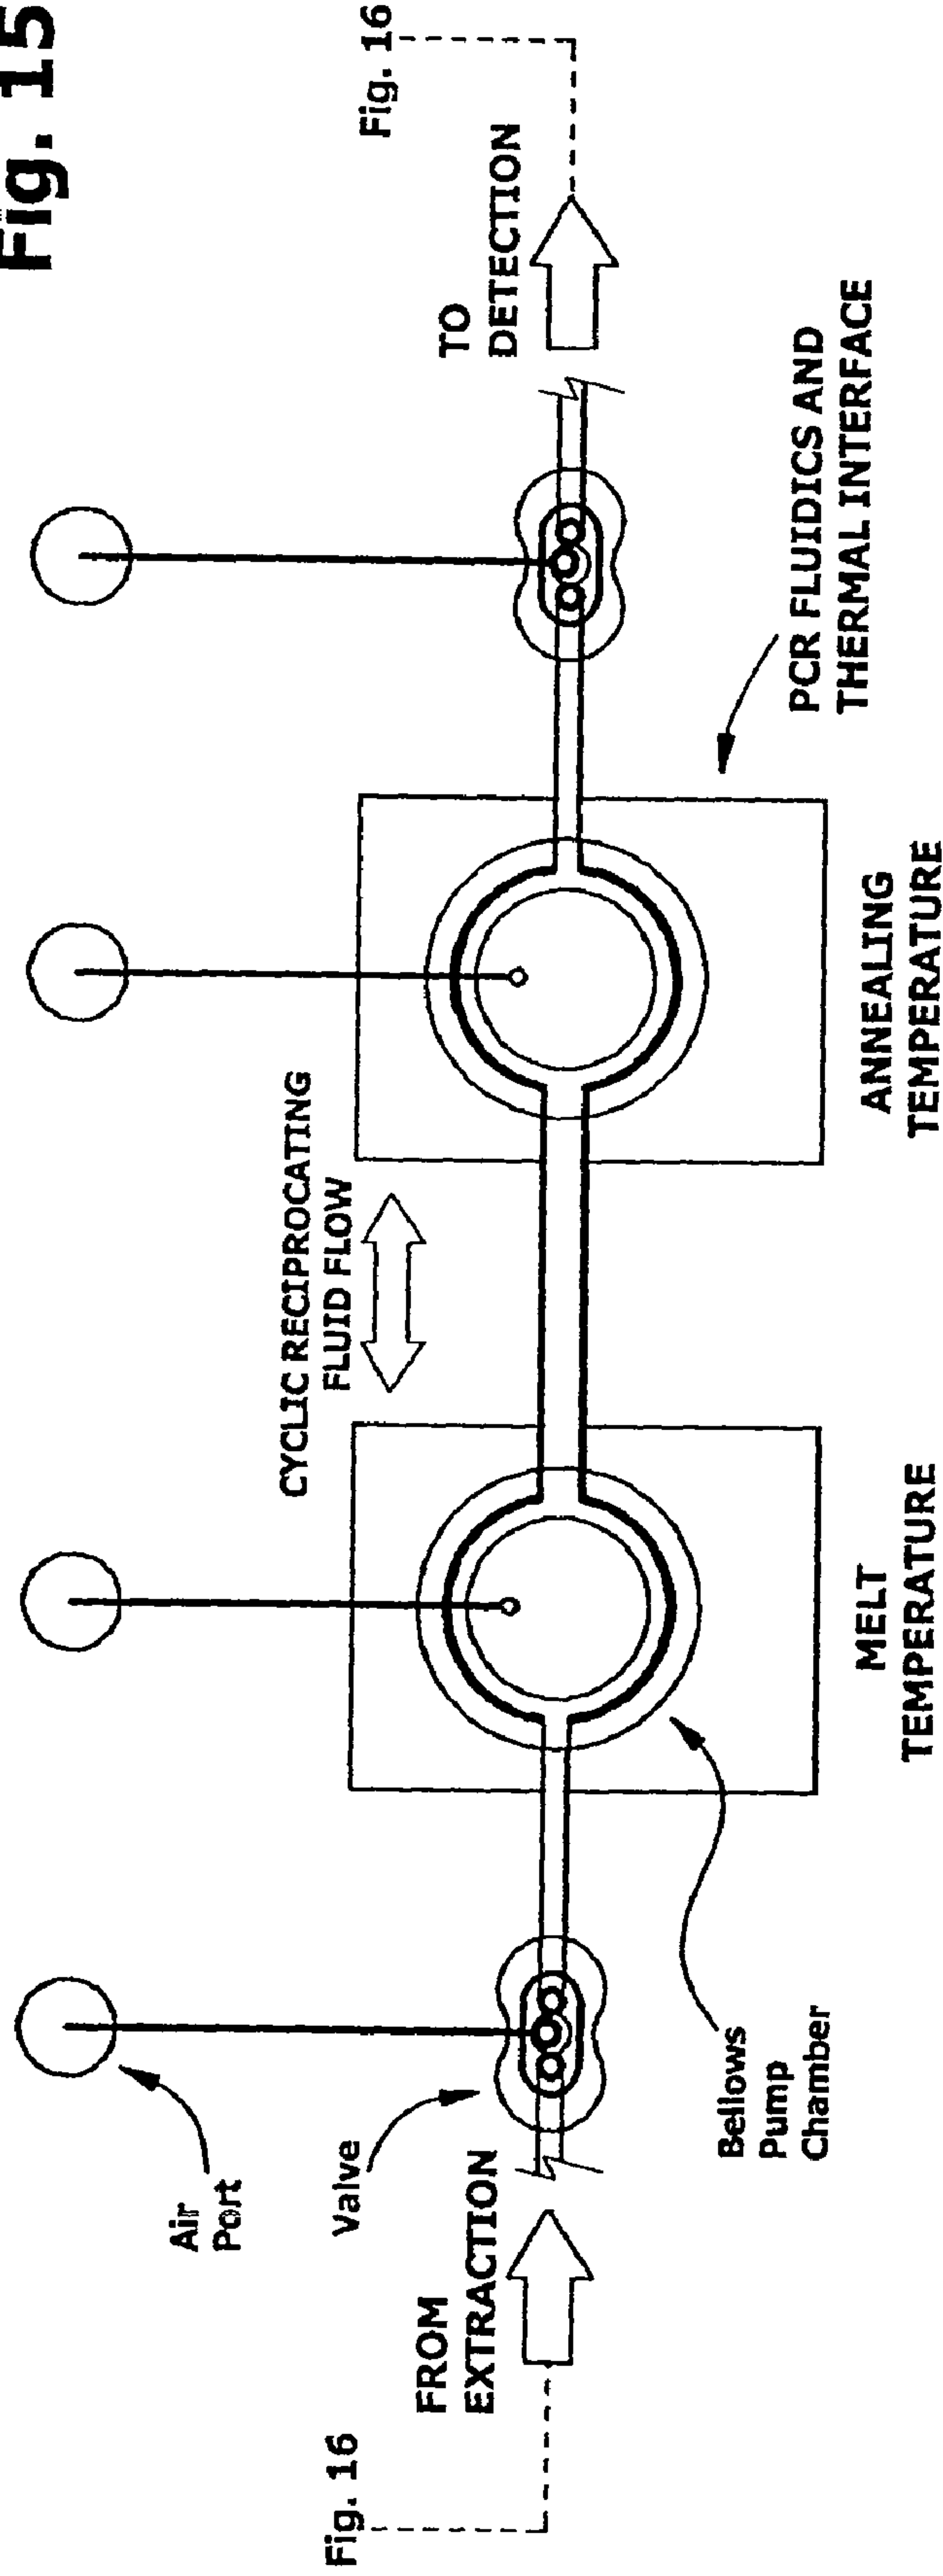 Fig. 15
Fig. 16
FROM
EXTRACTION
Air
Port
Valve
Bellows
Pump
Chamber
CYCLIC RECIPROCATING
FLUID FLOW
MELT
TEMPERATURE
ANNEALING
TEMPERATURE
PCR FLUIDICS AND
THERMAL INTERFACE
TO
DETECTION
Fig. 16